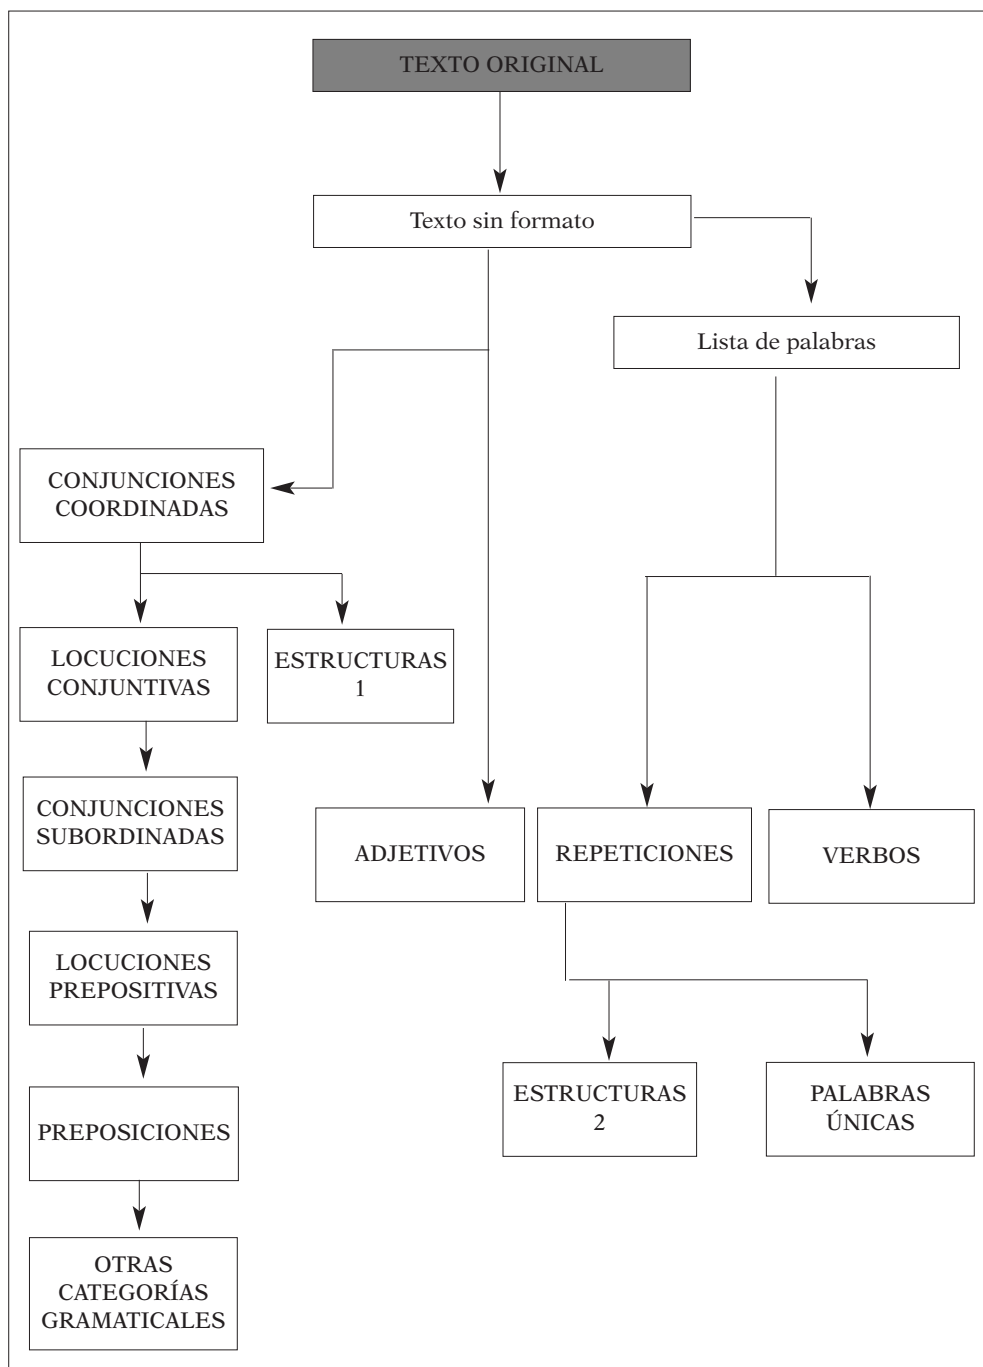 TEXTO ORIGINAL
Texto sin formato
Lista de palabras
CONJUNCIONES
COORDINADAS
LOCUCIONES
CONJUNTIVAS
ESTRUCTURAS
1
CONJUNCIONES
SUBORDINADAS
ADJETIVOS
REPETICIONES
VERBOS
LOCUCIONES
PREPOSITIVAS
ESTRUCTURAS
2
PALABRAS
ÚNICAS
PREPOSICIONES
OTRAS
CATEGORÍAS
GRAMATICALES